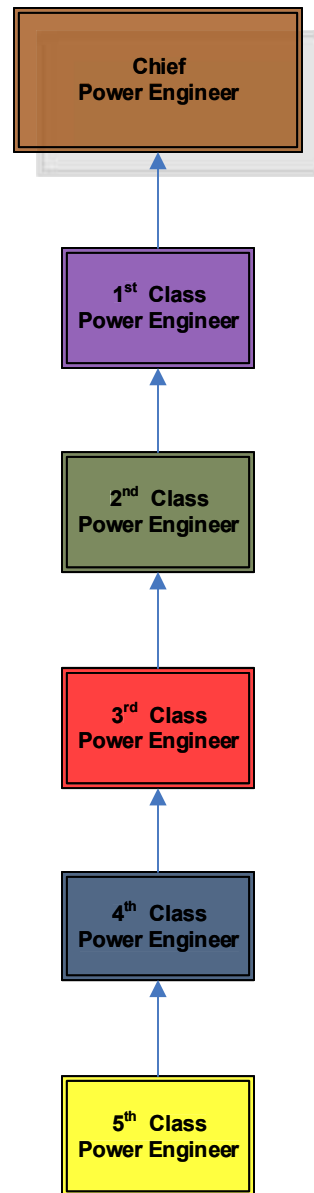 Chief
Power Engineer
1st Class
Power Engineer
2nd Class
Power Engineer
3rd Class
Power Engineer
4th Class
Power Engineer
5th Class
Power Engineer